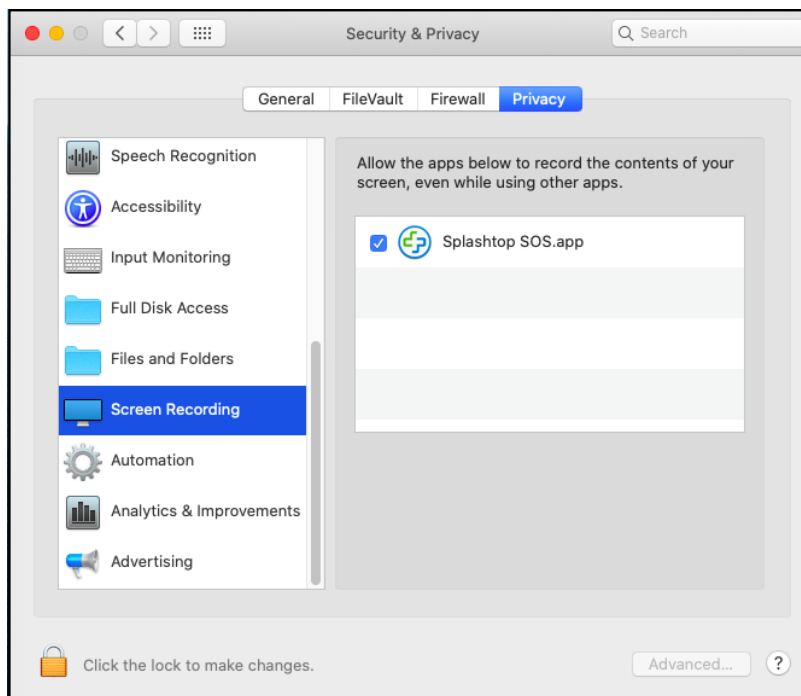 Security & Privacy
Search
General
FileVault
Firewall
Privacy
Speech Recognition
Accessibility
Input Monitoring
Full Disk Access
Files and Folders
Screen Recording
Automation
Analytics & Improvements
Advertising
Allow the apps below to record the contents of your
screen, even while using other apps.
Splashtop SOS.app
Click the lock to make changes.
Advanced...
?